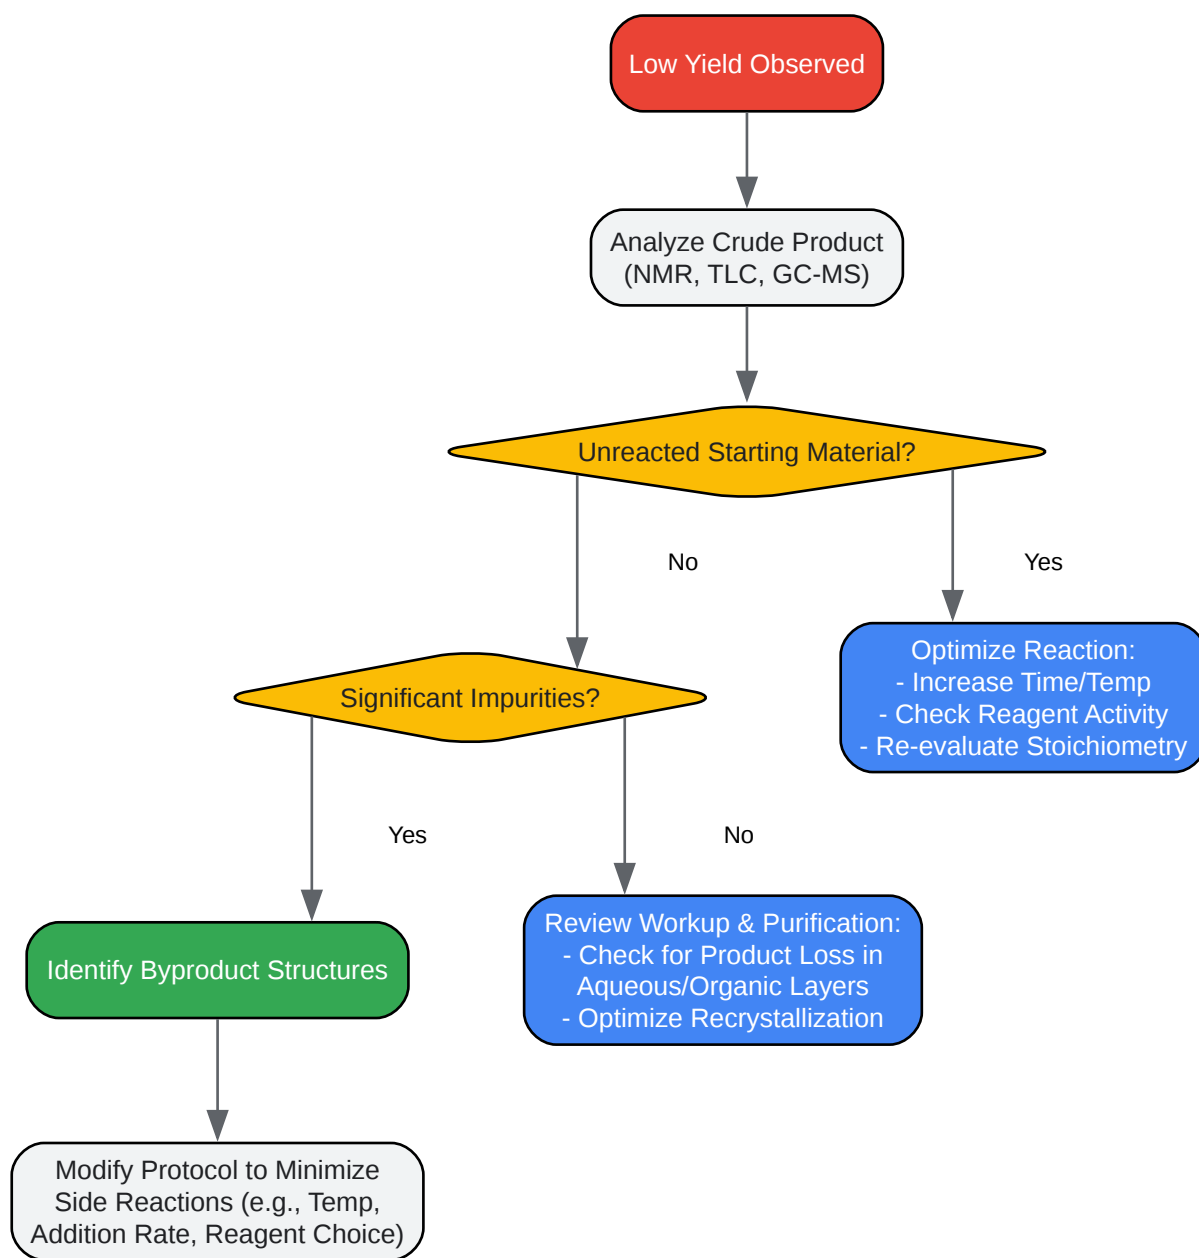 Low Yield Observed
Analyze Crude Product
(NMR, TLC, GC-MS)
Unreacted Starting Material?
No
Yes
Optimize Reaction:
- Increase Time/Temp
- Check Reagent Activity
- Re-evaluate Stoichiometry
Significant Impurities?
Yes
No
Review Workup & Purification:
- Check for Product Loss in
Aqueous/Organic Layers
- Optimize Recrystallization
Identify Byproduct Structures
Modify Protocol to Minimize
Side Reactions (e.g., Temp,
Addition Rate, Reagent Choice)